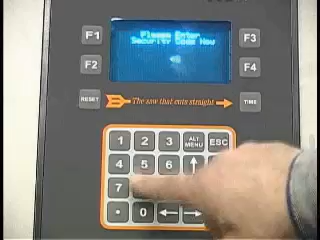 F1
Please Enter
Security Code Now
F3
F2
F4
RESET
The saw that cuts straight
TIME
1 2 3 ALT MENU ESC
4 5 6
7
. 0